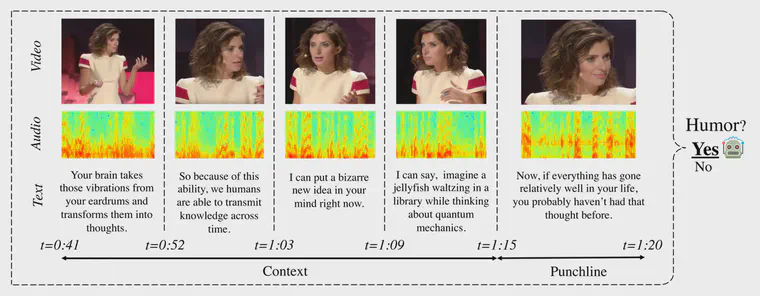 Video
Audio
Text
Your brain takes
those vibrations from
your eardrums and
transforms them into
thoughts.
So because of this
ability, we humans
are able to transmit
knowledge across
time.
I can put a bizarre
new idea in your
mind right now.
I can say, imagine a
jellyfish waltzing in a
library while thinking
about quantum
mechanics.
Now, if everything has gone
relatively well in your life,
you probably haven't had that
thought before.
t=0:41
t=0:52
t=1:03
t=1:09
t=1:15
t=1:20
Context
Punchline
Humor?
Yes
No